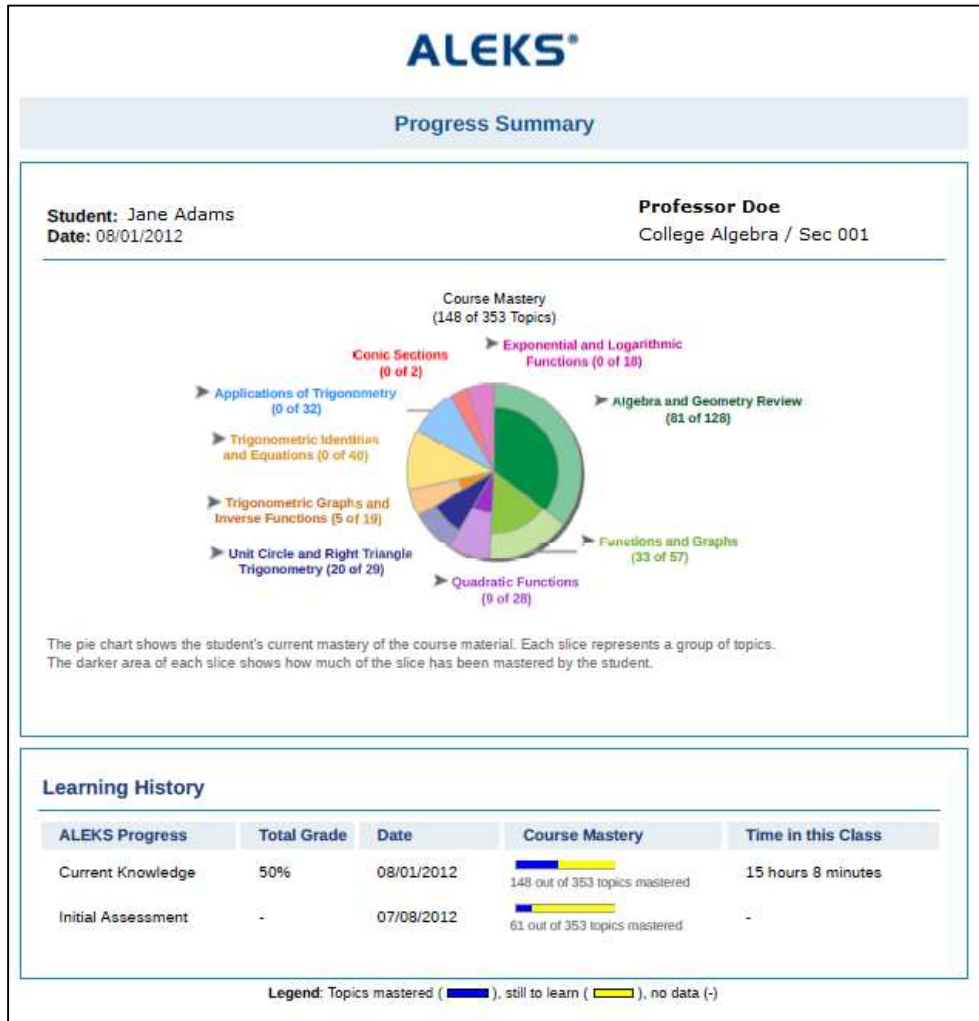 ALEKS®
Progress Summary
Student: Jane Adams
Date: 08/01/2012
Professor Doe
College Algebra / Sec 001
Course Mastery
(148 of 353 Topics)
Exponential and Logarithmic
Functions (0 of 18)
Conic Sections
(0 of 2)
Applications of Trigonometry
(0 of 32)
Algebra and Geometry Review
(81 of 128)
Trigonometric Identities
and Equations (0 of 40)
Trigonometric Graphs and
Inverse Functions (5 of 19)
Functions and Graphs
(33 of 57)
Unit Circle and Right Triangle
Trigonometry (20 of 29)
Quadratic Functions
(9 of 28)
The pie chart shows the student's current mastery of the course material. Each slice represents a group of topics.
The darker area of each slice shows how much of the slice has been mastered by the student.
Learning History
ALEKS Progress Total Grade Date Course Mastery Time in this Class
Current Knowledge 50% 08/01/2012 148 out of 353 topics mastered 15 hours 8 minutes
Initial Assessment - 07/08/2012 61 out of 353 topics mastered -
Legend: Topics mastered ( ), still to learn ( ), no data (-)